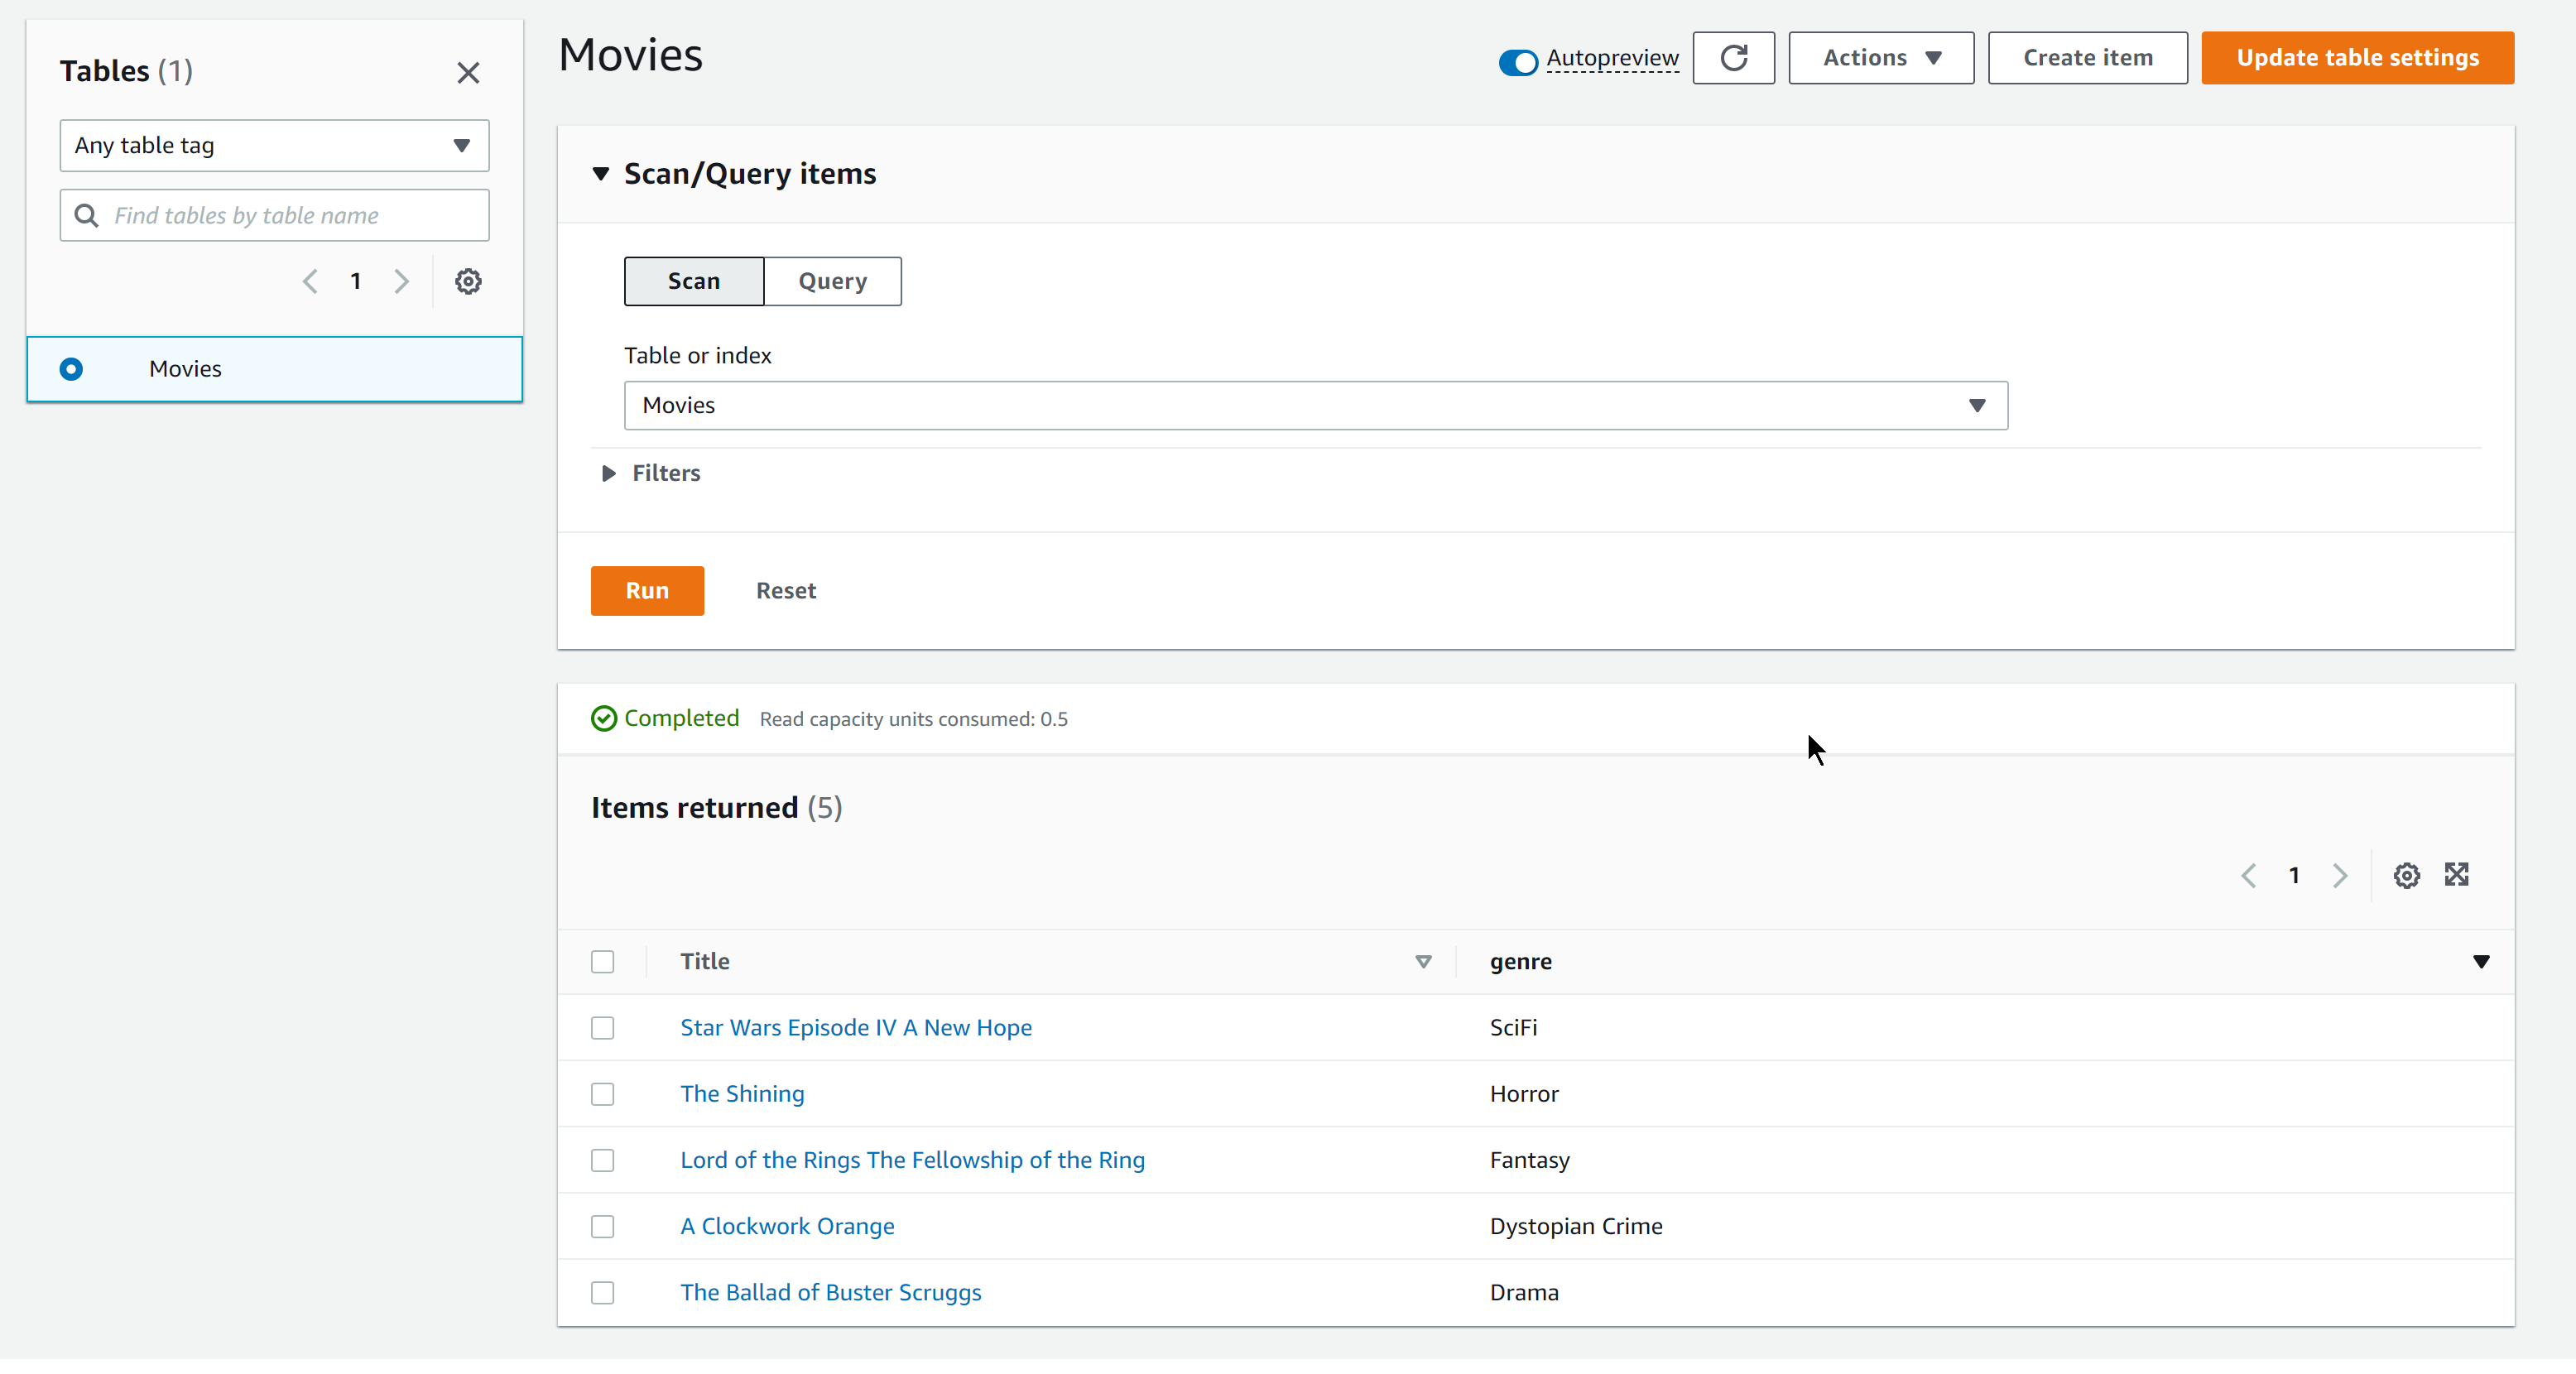 Tables (1)
Any table tag
Find tables by table name
1
Movies
Movies
Autopreview
Actions
Create item
Update table settings
Scan/Query items
Scan
Query
Table or index
Movies
Filters
Run
Reset
Completed Read capacity units consumed: 0.5
Items returned (5)
1
Title genre
Star Wars Episode IV A New Hope SciFi
The Shining Horror
Lord of the Rings The Fellowship of the Ring Fantasy
A Clockwork Orange Dystopian Crime
The Ballad of Buster Scruggs Drama